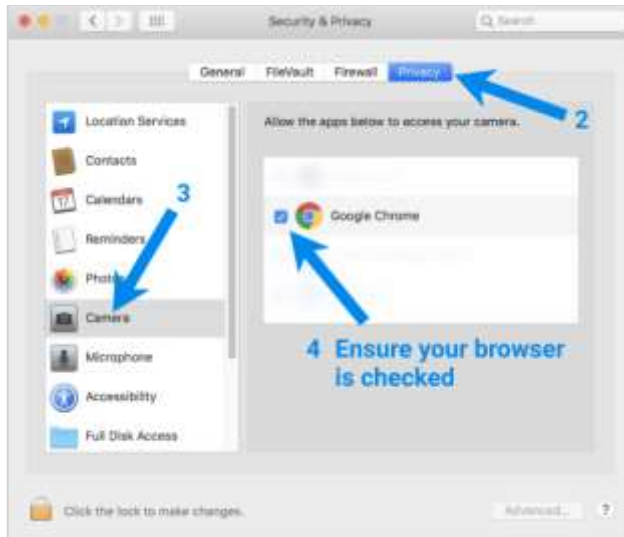 Security & Privacy
Search
General
FileVault
Firewall
Privacy
2
Location Services
Contacts
Calendars
3
Reminders
Photos
Camera
Microphone
Accessibility
Full Disk Access
Allow the apps below to access your camera.
Google Chrome
4 Ensure your browser
is checked
Click the lock to make changes.
Advanced...
?